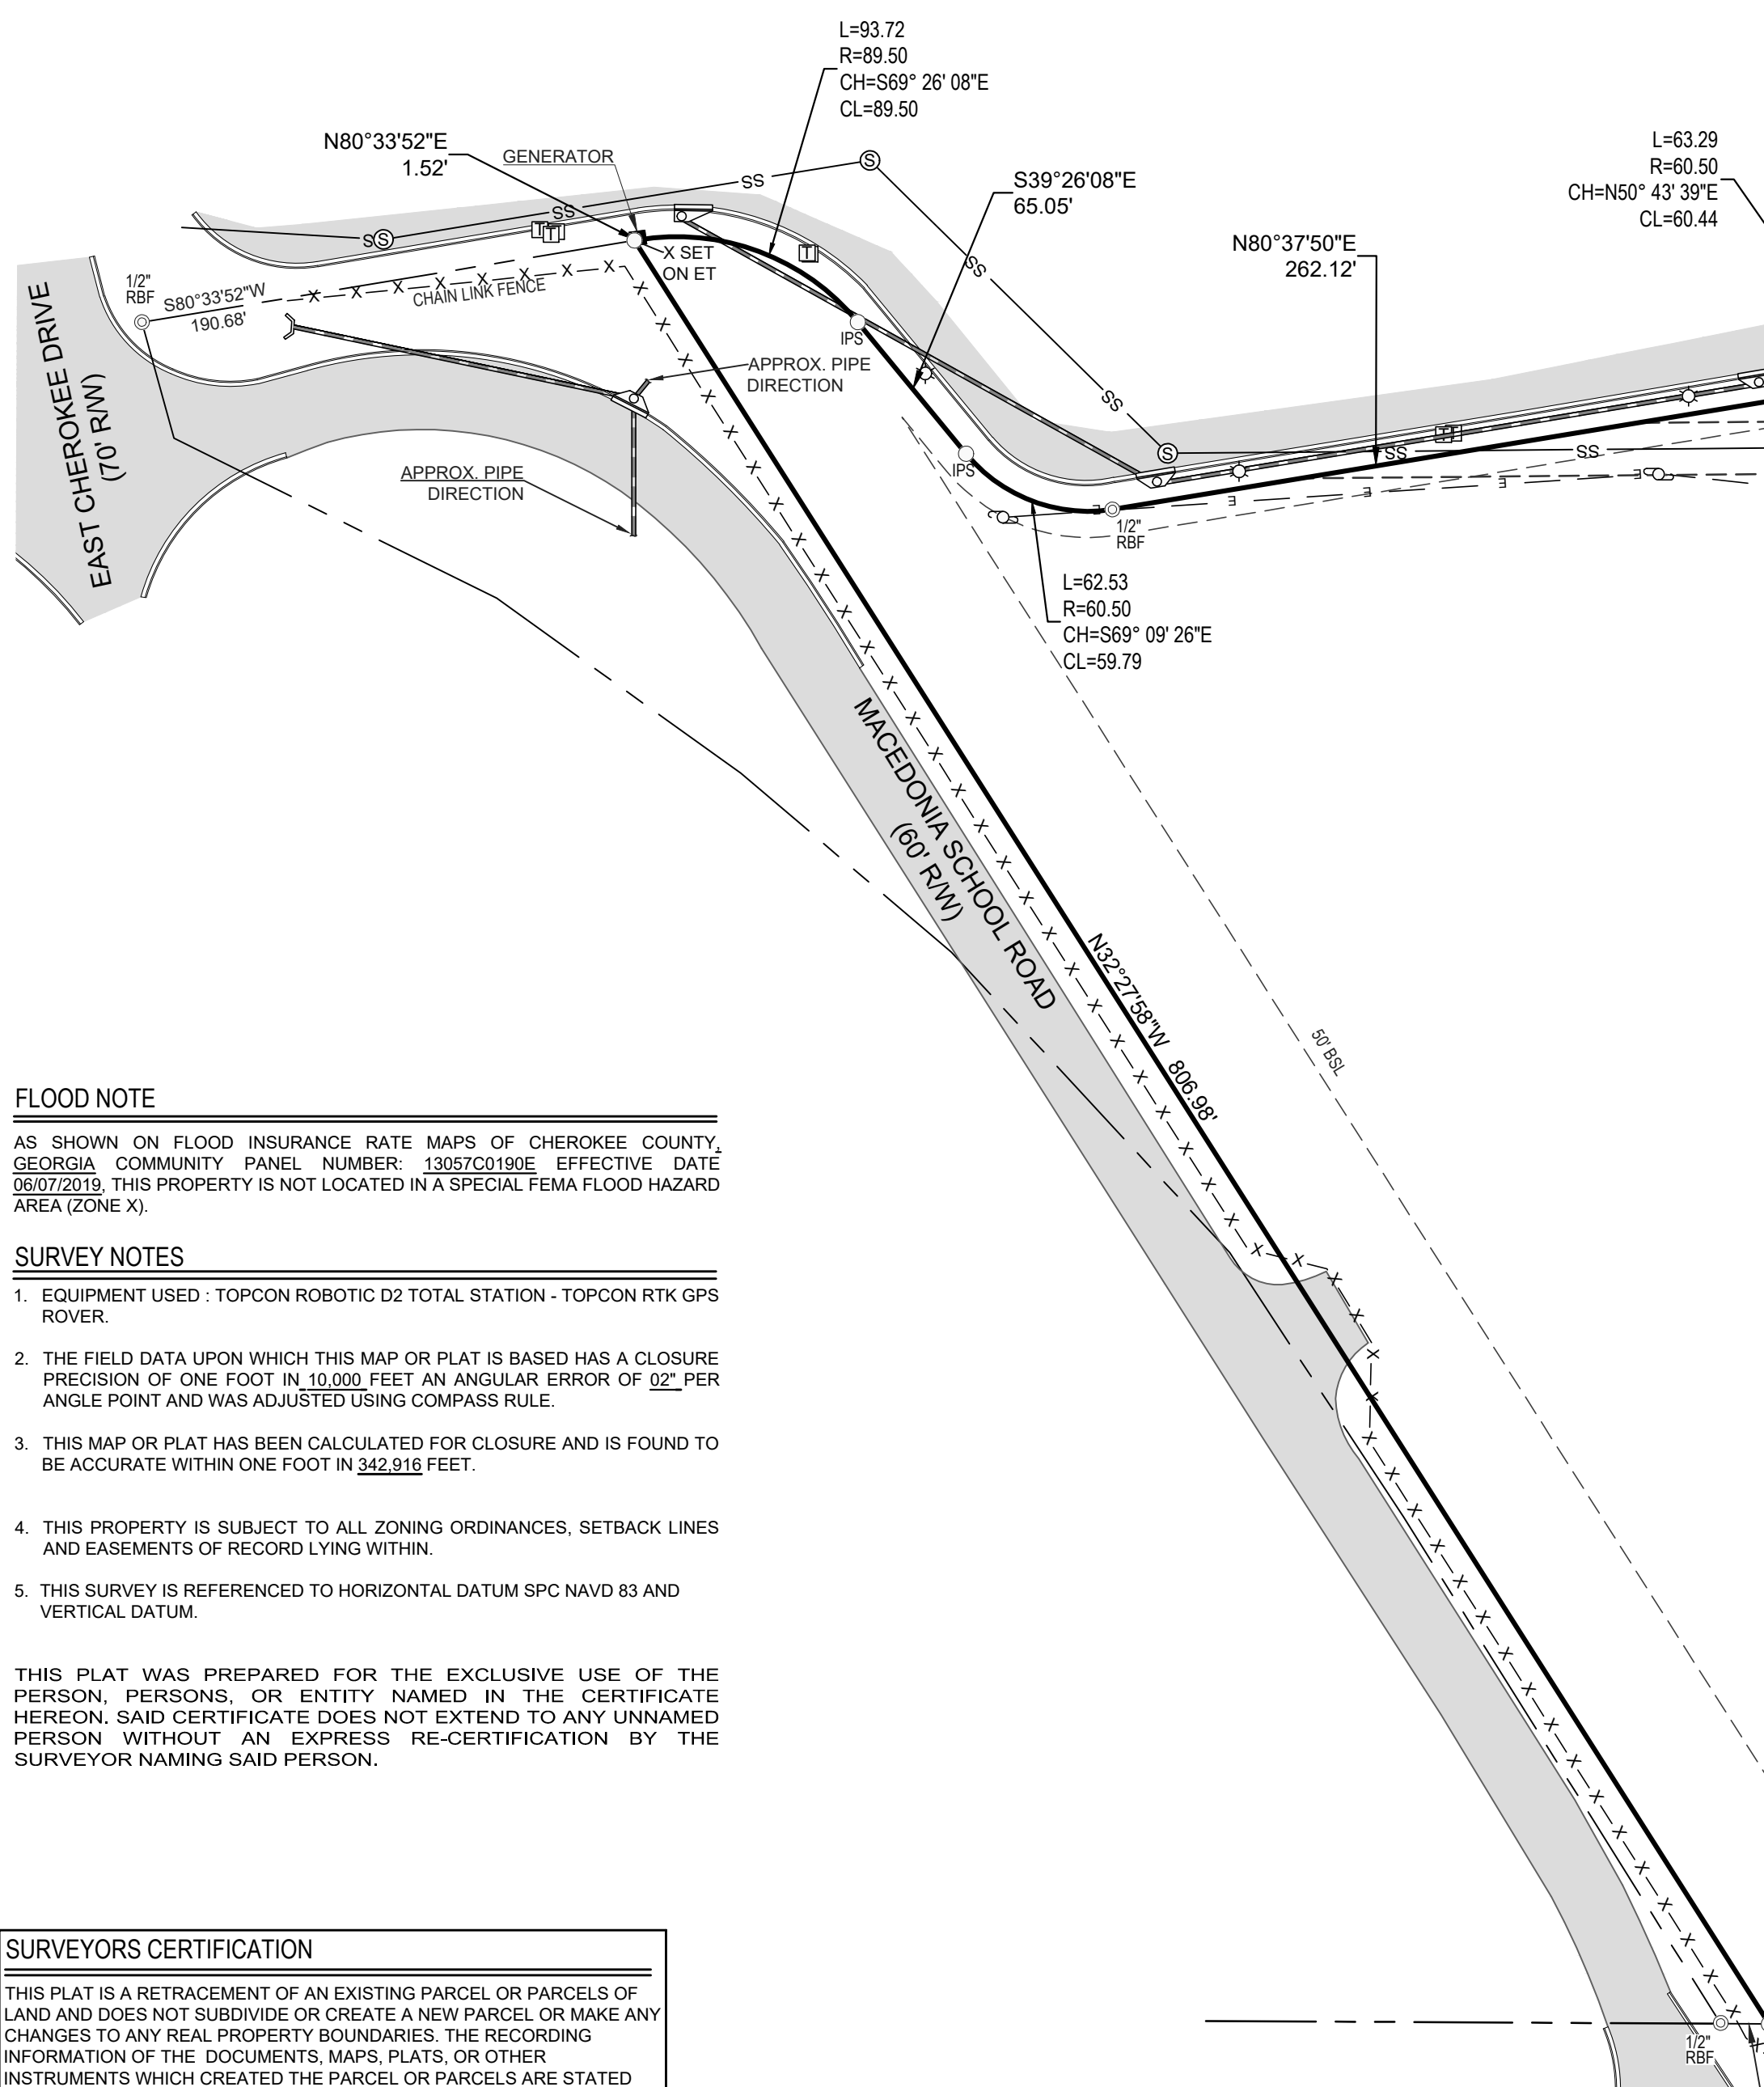 L=93.72
R=89.50
CH=S69° 26' 08"E
CL=89.50
N80°33'52"E
1.52'
GENERATOR
SS
S
SS
S39°26'08"E
65.05'
L=63.29
R=60.50
CH=N50° 43' 39"E
CL=60.44
N80°37'50"E
262.12'
SS
S
T
T
X SET
ON ET
T
SS
1/2"
RBF
S80°33'52"W
190.68'
X X X X X X X X
CHAIN LINK FENCE
EAST CHEROKEE DRIVE
(70' R/W)
IPS
APPROX. PIPE
DIRECTION
SS
APPROX. PIPE
DIRECTION
IPS
S
SS
SS
T
E E E E E
1/2"
RBF
L=62.53
R=60.50
CH=S69° 09' 26"E
CL=59.79
MACEDONIA SCHOOL ROAD
(60' R/W)
N32°27'58"W 806.98'
50' BSL
FLOOD NOTE
AS SHOWN ON FLOOD INSURANCE RATE MAPS OF CHEROKEE COUNTY,
GEORGIA COMMUNITY PANEL NUMBER: 13057C0190E EFFECTIVE DATE
06/07/2019, THIS PROPERTY IS NOT LOCATED IN A SPECIAL FEMA FLOOD HAZARD
AREA (ZONE X).
SURVEY NOTES
1. EQUIPMENT USED : TOPCON ROBOTIC D2 TOTAL STATION - TOPCON RTK GPS
ROVER.
2. THE FIELD DATA UPON WHICH THIS MAP OR PLAT IS BASED HAS A CLOSURE
PRECISION OF ONE FOOT IN 10,000 FEET AN ANGULAR ERROR OF 02" PER
ANGLE POINT AND WAS ADJUSTED USING COMPASS RULE.
3. THIS MAP OR PLAT HAS BEEN CALCULATED FOR CLOSURE AND IS FOUND TO
BE ACCURATE WITHIN ONE FOOT IN 342,916 FEET.
4. THIS PROPERTY IS SUBJECT TO ALL ZONING ORDINANCES, SETBACK LINES
AND EASEMENTS OF RECORD LYING WITHIN.
5. THIS SURVEY IS REFERENCED TO HORIZONTAL DATUM SPC NAVD 83 AND
VERTICAL DATUM.
THIS PLAT WAS PREPARED FOR THE EXCLUSIVE USE OF THE
PERSON, PERSONS, OR ENTITY NAMED IN THE CERTIFICATE
HEREON. SAID CERTIFICATE DOES NOT EXTEND TO ANY UNNAMED
PERSON WITHOUT AN EXPRESS RE-CERTIFICATION BY THE
SURVEYOR NAMING SAID PERSON.
SURVEYORS CERTIFICATION
THIS PLAT IS A RETRACEMENT OF AN EXISTING PARCEL OR PARCELS OF
LAND AND DOES NOT SUBDIVIDE OR CREATE A NEW PARCEL OR MAKE ANY
CHANGES TO ANY REAL PROPERTY BOUNDARIES. THE RECORDING
INFORMATION OF THE DOCUMENTS, MAPS, PLATS, OR OTHER
INSTRUMENTS WHICH CREATED THE PARCEL OR PARCELS ARE STATED
1/2"
RBF